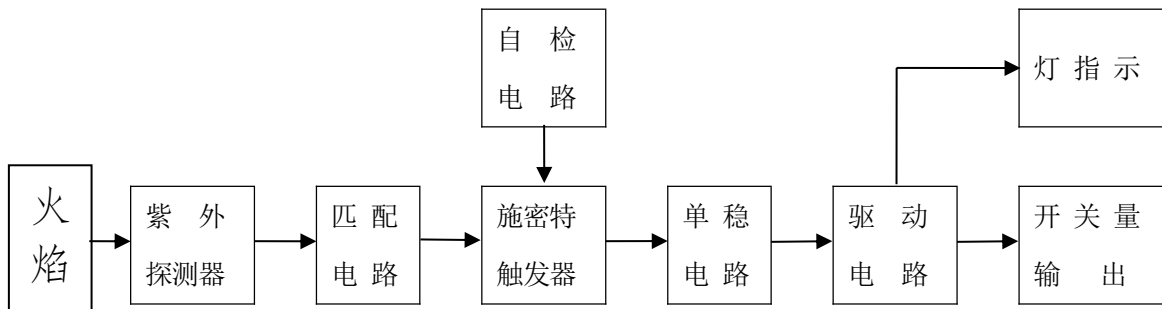 自检
电路
灯指示
火
焰
紫外
探测器
匹配
电路
施密特
触发器
单稳
电路
驱动
电路
开关量
输出